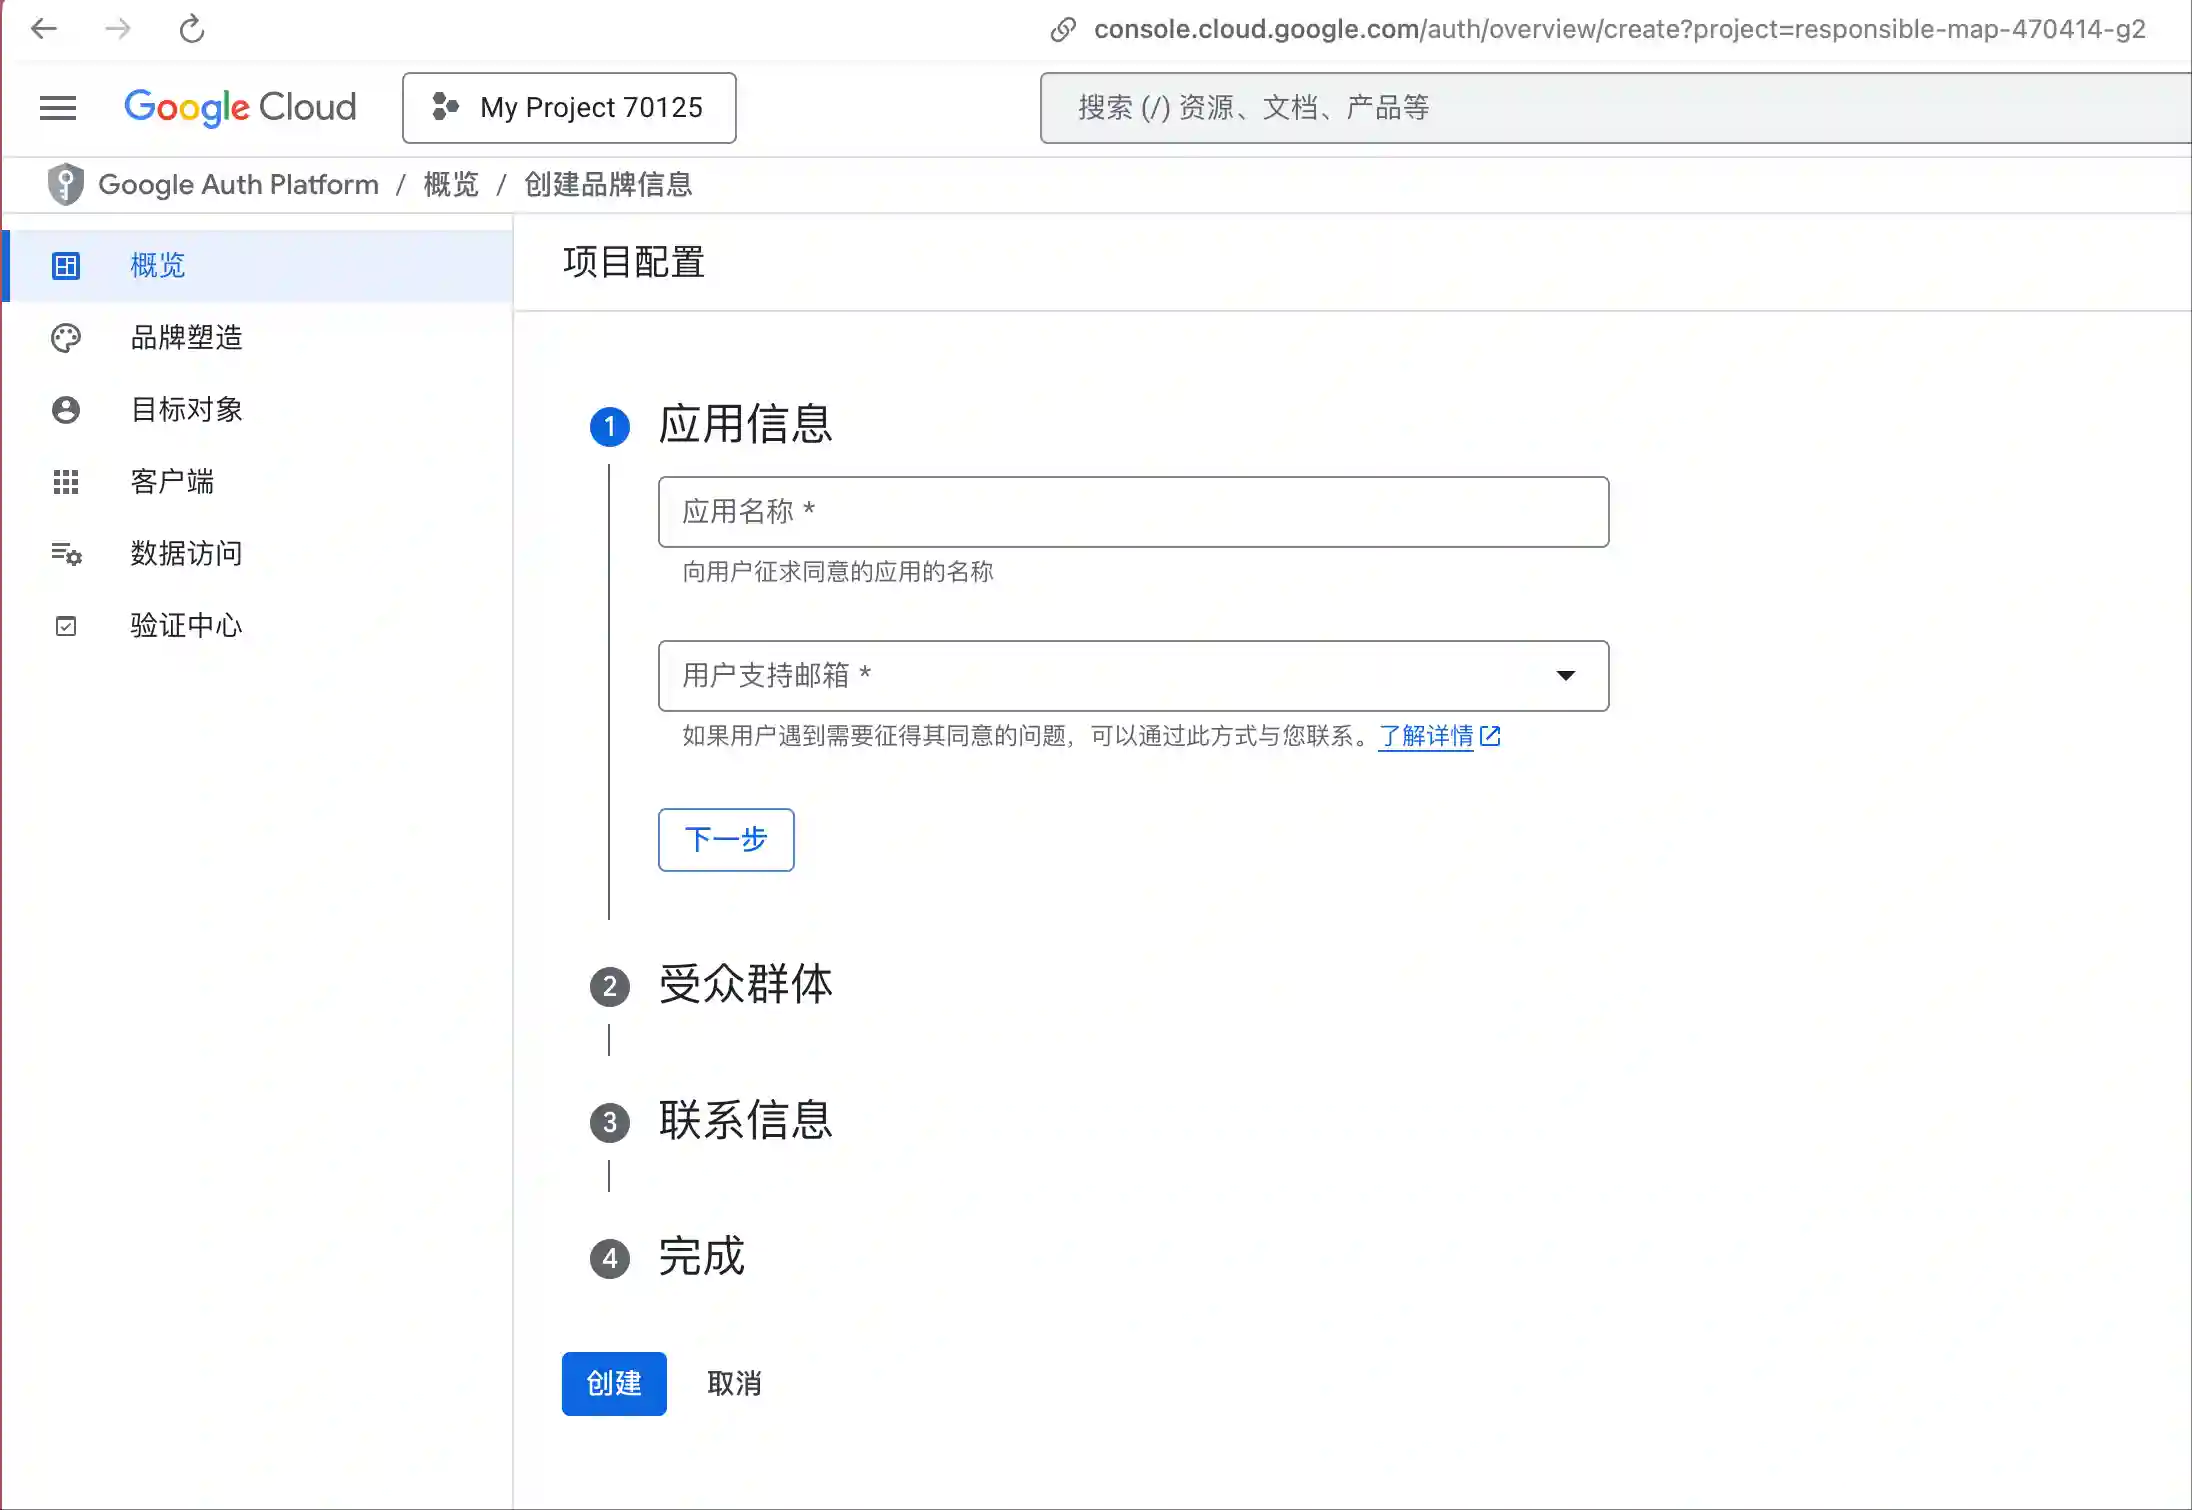 console.cloud.google.com/auth/overview/create?project=responsible-map-470414-g2
Google Cloud
My Project 70125
搜索 (/) 资源、文档、产品等
Google Auth Platform / 概览 / 创建品牌信息
概览
品牌塑造
目标对象
客户端
数据访问
验证中心
项目配置
1 应用信息
应用名称 *
向用户征求同意的应用的名称
用户支持邮箱 *
如果用户遇到需要征得其同意的问题，可以通过此方式与您联系。了解详情
下一步
2 受众群体
3 联系信息
4 完成
创建
取消